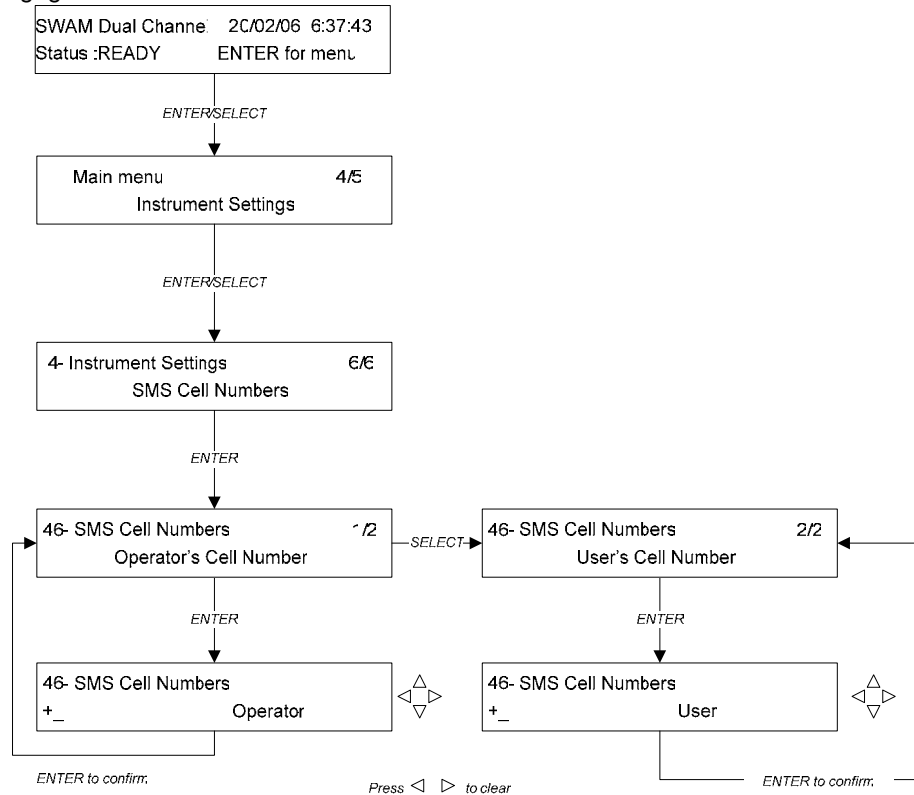 SWAM Dual Channel 20/02/06 6:37:43
Status :READY ENTER for menu
ENTER/SELECT
Main menu 4/5
Instrument Settings
ENTER/SELECT
4- Instrument Settings 6/6
SMS Cell Numbers
ENTER
46- SMS Cell Numbers 1/2
Operator's Cell Number
SELECT
46- SMS Cell Numbers 2/2
User's Cell Number
ENTER
ENTER
46- SMS Cell Numbers
+_ Operator
46- SMS Cell Numbers
+_ User
ENTER to confirm
Press ◁ ▷ to clear
ENTER to confirm